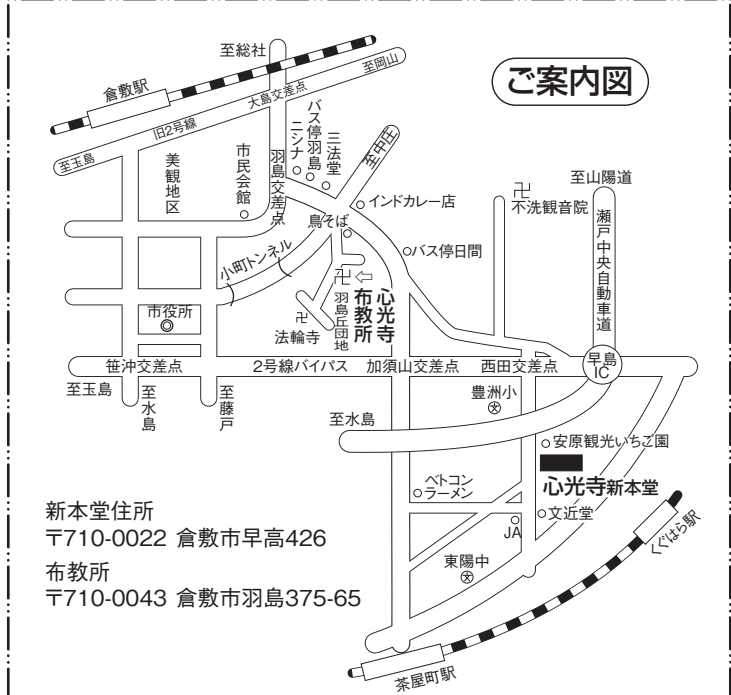 ご案内図
至総社
至岡山
倉敷駅
大島交差点
旧2号線
至玉島
美観地区
市民会館
羽島交差点
ニシナ
バス停羽島
三法堂
至中庄
インドカレー店
鳥そば
バス停日間
卍
不洗観音院
至山陽道
瀬戸中央自動車道
小町トンネル
市役所
卍
法輪寺
卍⇦
羽島丘団地
心光寺
布教所
笹沖交差点
2号線バイパス
加須山交差点
西田交差点
早島
IC
至玉島
至水島
至藤戸
豊洲小
文
至水島
安原観光いちご園
心光寺新本堂
ベトコン
ラーメン
文近堂
JA
東陽中
文
くぐはら駅
茶屋町駅
新本堂住所
〒710-0022 倉敷市早高426
布教所
〒710-0043 倉敷市羽島375-65